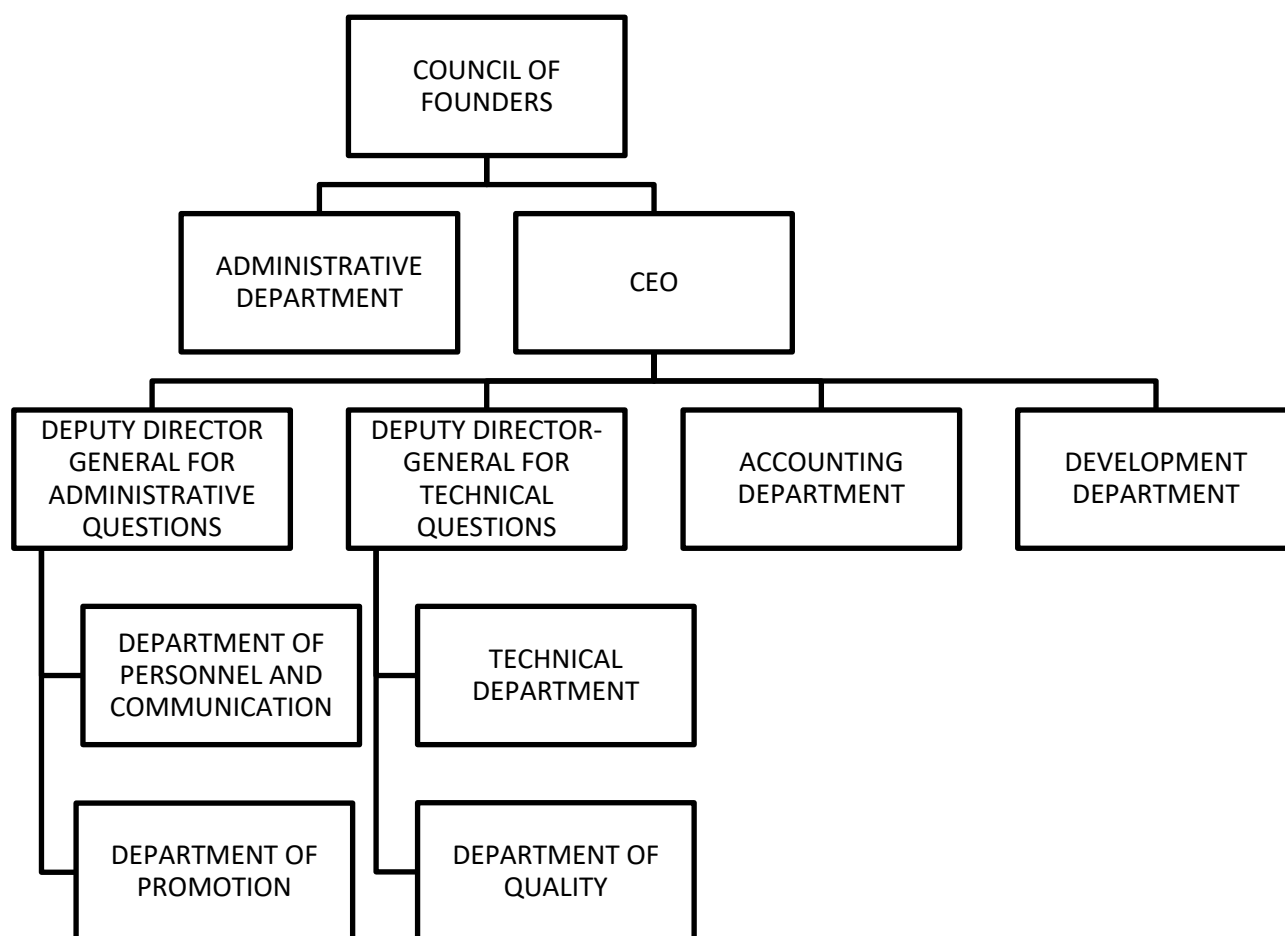 COUNCIL OF
FOUNDERS
ADMINISTRATIVE
DEPARTMENT
CEO
DEPUTY DIRECTOR
GENERAL FOR
ADMINISTRATIVE
QUESTIONS
DEPUTY DIRECTOR-
GENERAL FOR
TECHNICAL
QUESTIONS
ACCOUNTING
DEPARTMENT
DEVELOPMENT
DEPARTMENT
DEPARTMENT OF
PERSONNEL AND
COMMUNICATION
TECHNICAL
DEPARTMENT
DEPARTMENT OF
PROMOTION
DEPARTMENT OF
QUALITY